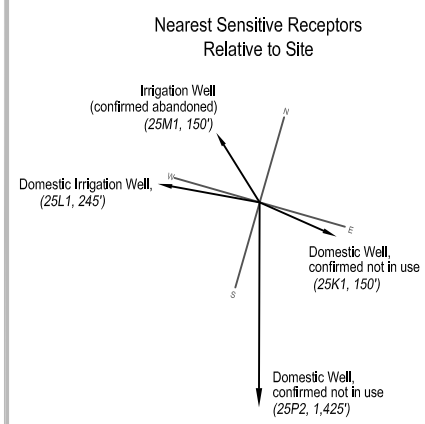 Nearest Sensitive Receptors
Relative to Site
Irrigation Well
(confirmed abandoned)
(25M1, 150')
N
W
Domestic Irrigation Well,
(25L1, 245')
E
Domestic Well,
confirmed not in use
(25K1, 150')
S
Domestic Well,
confirmed not in use
(25P2, 1,425')